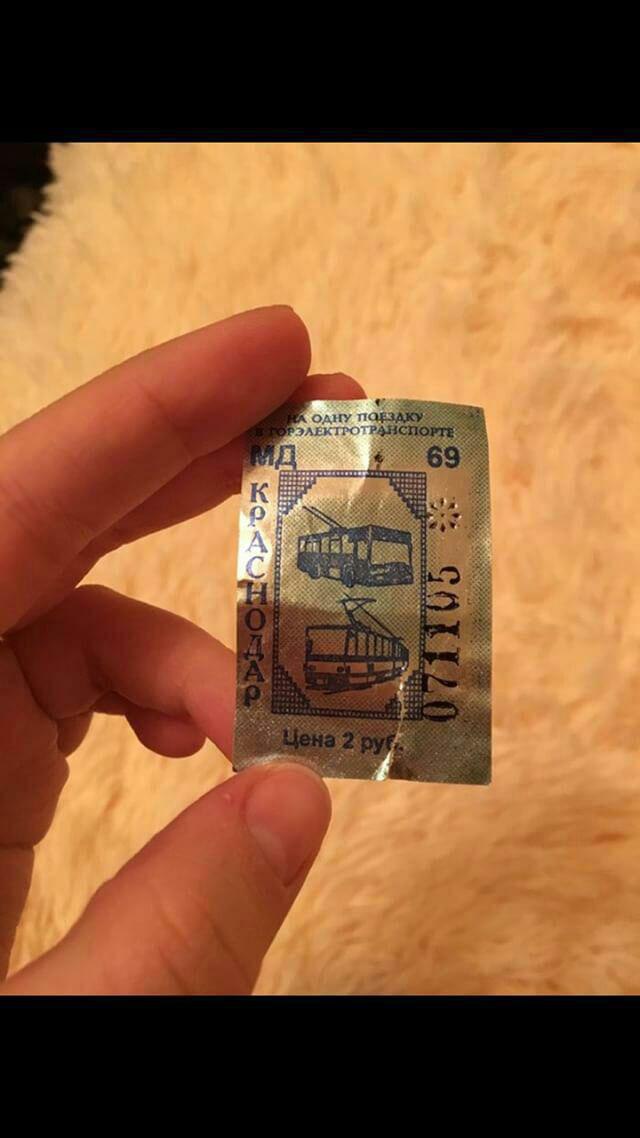 НА ОДНУ ПОЕЗДКУ
В ГОРЭЛЕКТРОТРАНСПОРТЕ
МД 69
КРАСНОДАР
071105
Цена 2 руб.